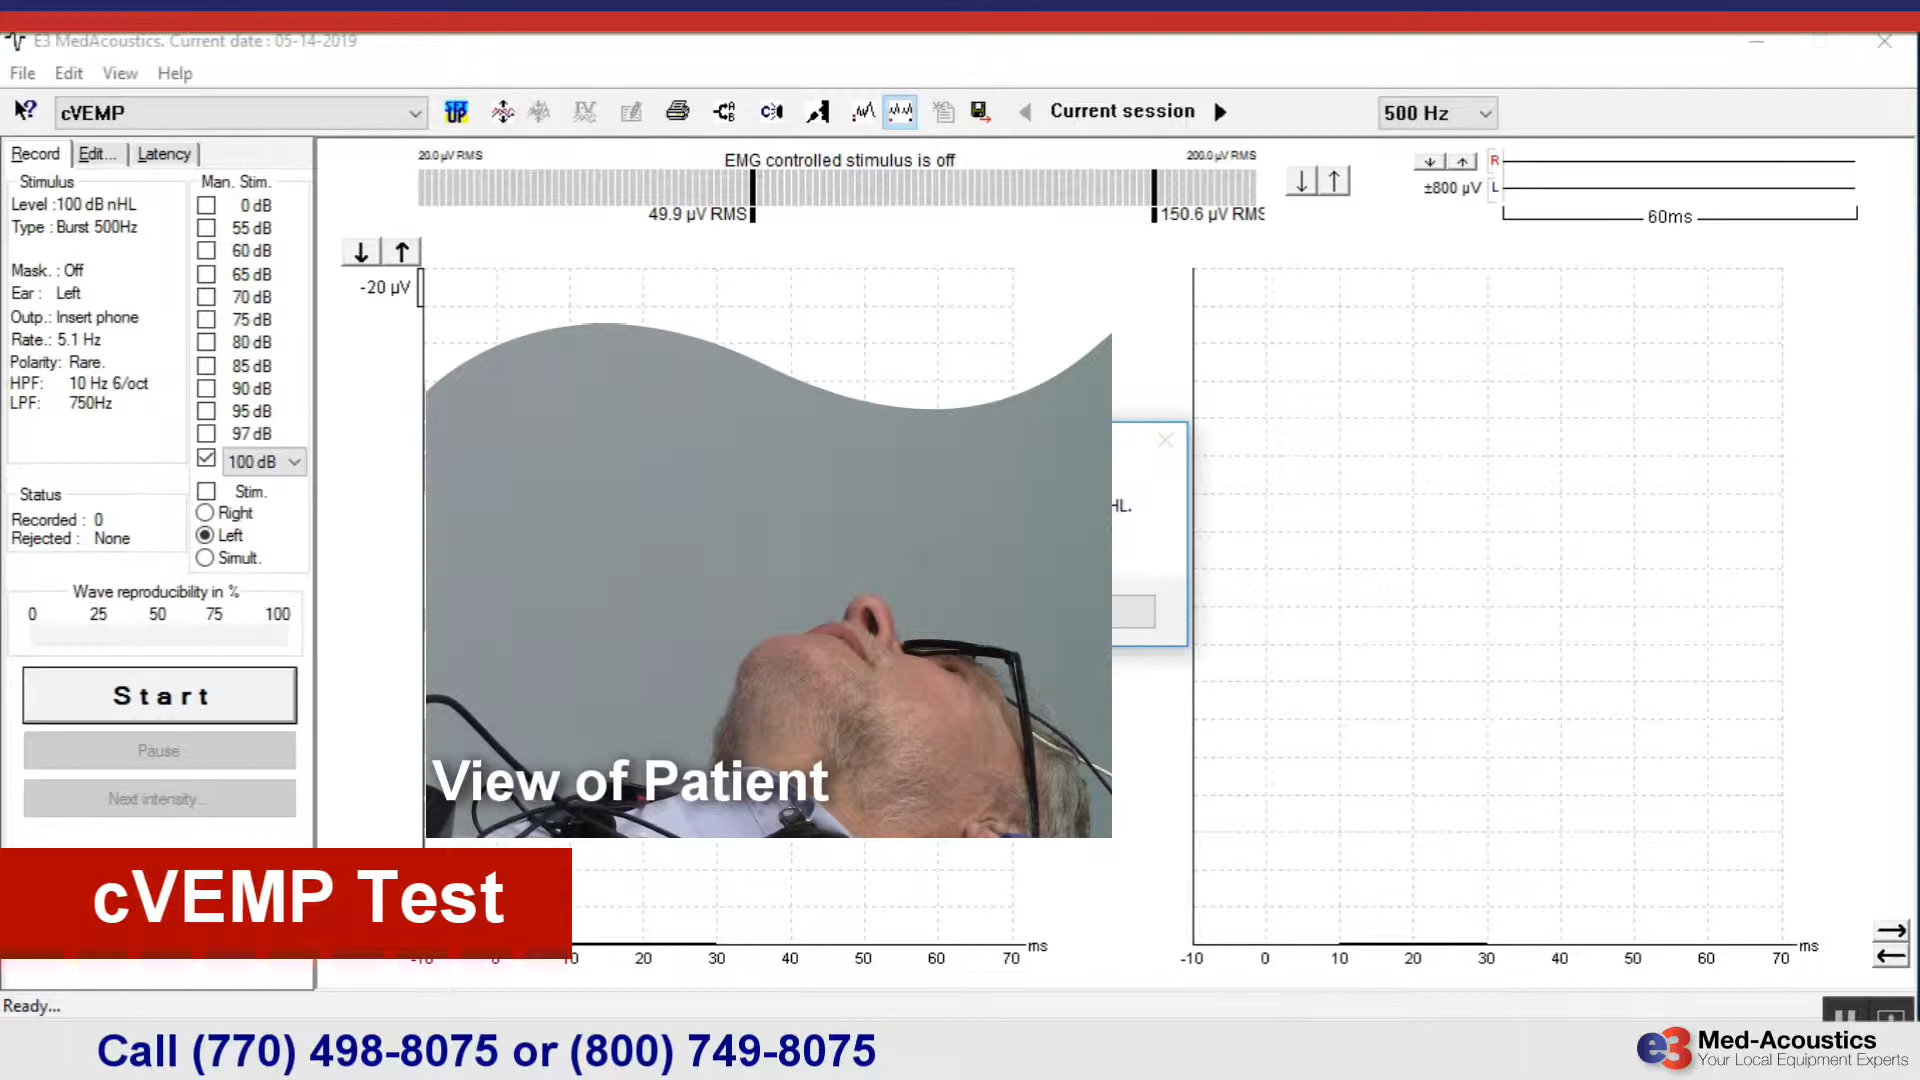 E3 MedAcoustics. Current date : 05-14-2019
File Edit View Help
cVEMP
SET UP
Current session
500 Hz
Record Edit... Latency
Stimulus
Level :100 dB nHL
Type : Burst 500Hz
Mask. : Off
Ear : Left
Outp.: Insert phone
Rate.: 5.1 Hz
Polarity: Rare.
HPF: 10 Hz 6/oct
LPF: 750Hz
Man. Stim.
0 dB
55 dB
60 dB
65 dB
70 dB
75 dB
80 dB
85 dB
90 dB
95 dB
97 dB
100 dB
Stim.
Right
Left
Simult.
Status
Recorded : 0
Rejected : None
Wave reproducibility in %
0 25 50 75 100
Start
Pause
Next intensity...
20.0 µV RMS
EMG controlled stimulus is off
200.0 µV RMS
49.9 µV RMS
150.6 µV RMS
R
±800 µV L
60ms
-20 µV
HL.
View of Patient
cVEMP Test
ms
20 30 40 50 60 70
ms
-10 0 10 20 30 40 50 60 70
Ready...
Call (770) 498-8075 or (800) 749-8075
e3 Med-Acoustics
Your Local Equipment Experts